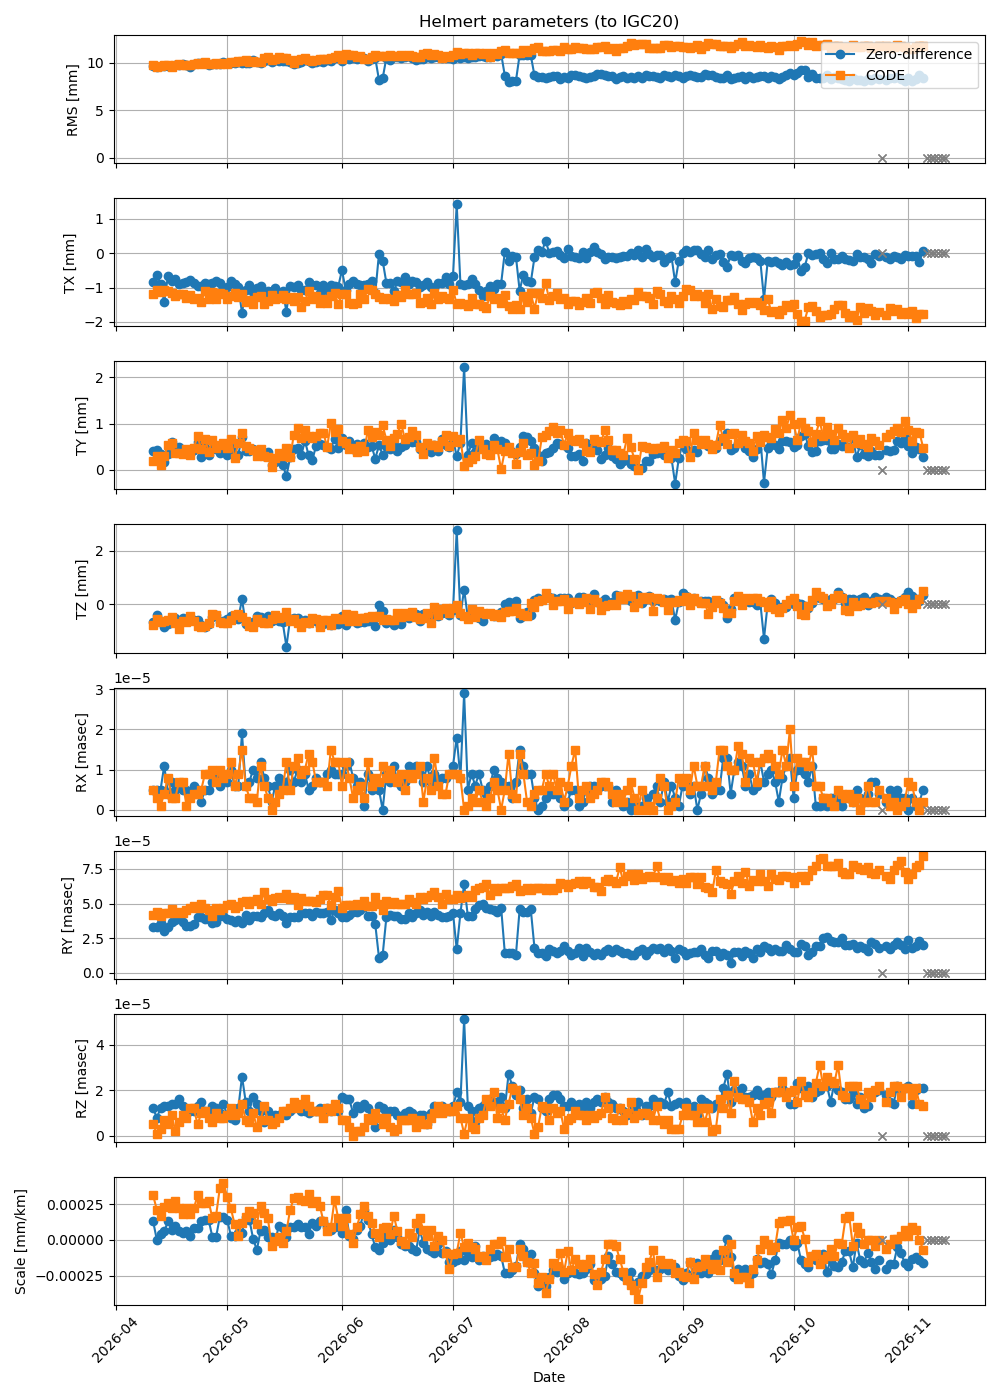 Helmert parameters (to IGC20)
RMS [mm]
10
5
0
Zero-difference
CODE
TX [mm]
1
0
−1
−2
TY [mm]
2
1
0
TZ [mm]
2
0
1e−5
RX [masec]
3
2
1
0
1e−5
RY [masec]
7.5
5.0
2.5
0.0
1e−5
RZ [masec]
4
2
0
Scale [mm/km]
0.00025
0.00000
−0.00025
2026-04
2026-05
2026-06
2026-07
2026-08
2026-09
2026-10
2026-11
Date